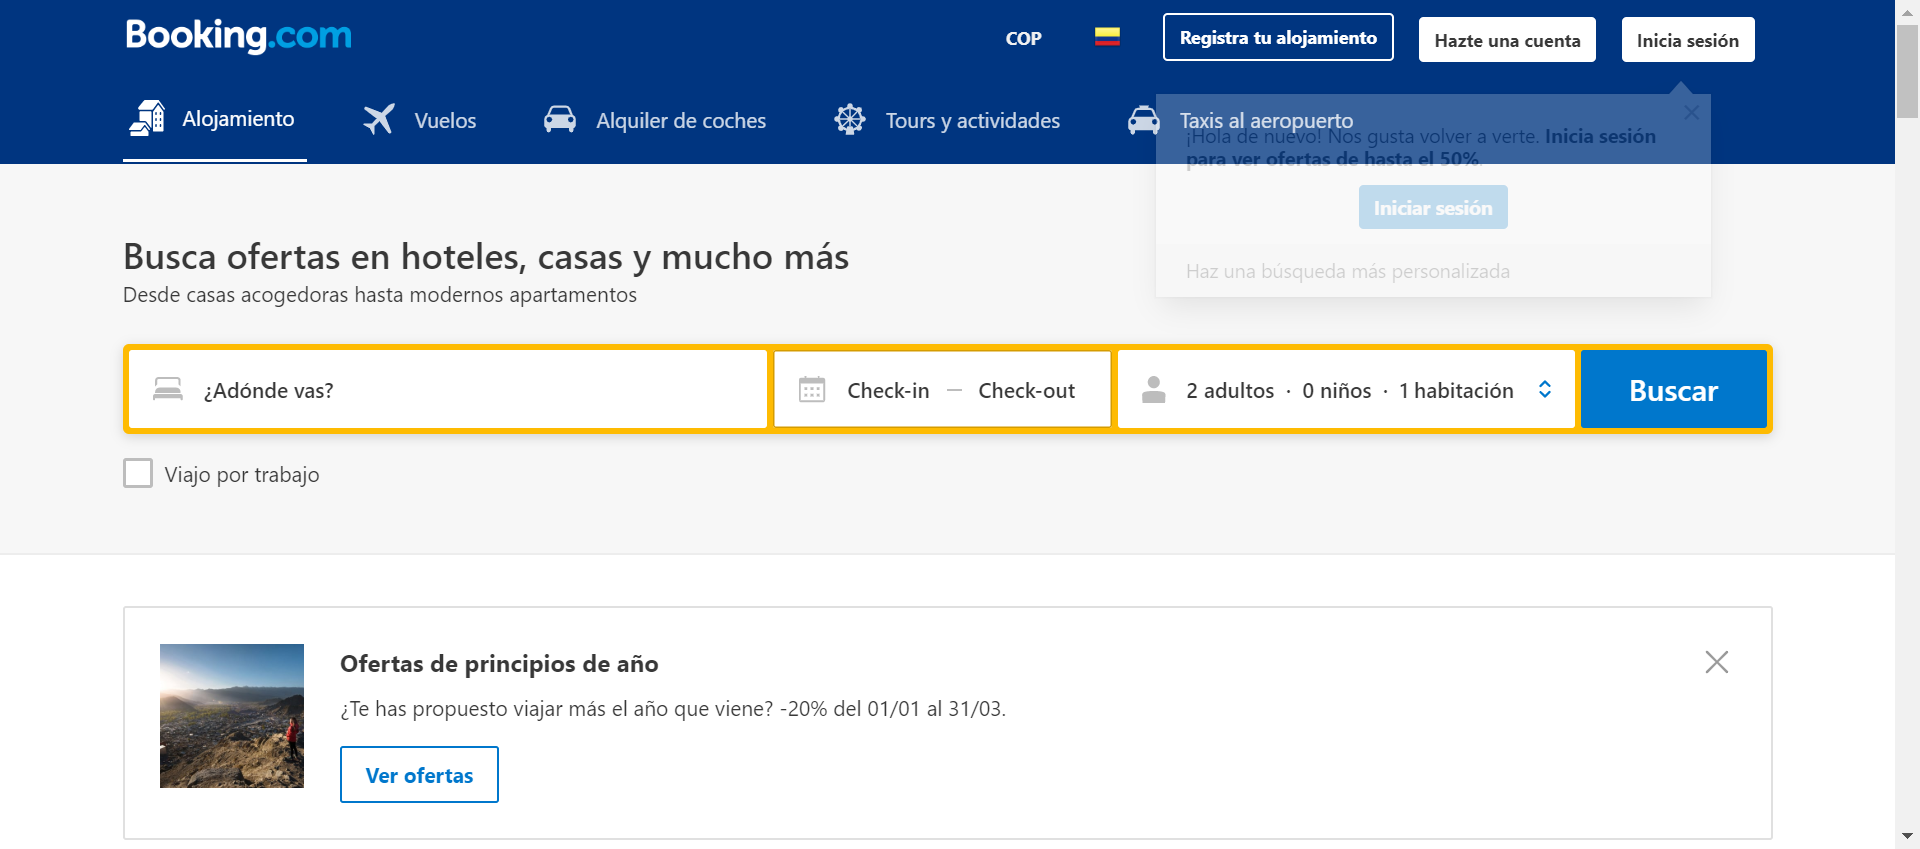 Booking.com
COP
Registra tu alojamiento
Hazte una cuenta
Inicia sesión
Alojamiento
Vuelos
Alquiler de coches
Tours y actividades
Taxis al aeropuerto
¡Hola de nuevo! Nos gusta volver a verte. Inicia sesión
para ver ofertas de hasta el 50%.
Iniciar sesión
Haz una búsqueda más personalizada
Busca ofertas en hoteles, casas y mucho más
Desde casas acogedoras hasta modernos apartamentos
¿Adónde vas?
Check-in — Check-out
2 adultos · 0 niños · 1 habitación
Buscar
Viajo por trabajo
Ofertas de principios de año
¿Te has propuesto viajar más el año que viene? -20% del 01/01 al 31/03.
Ver ofertas